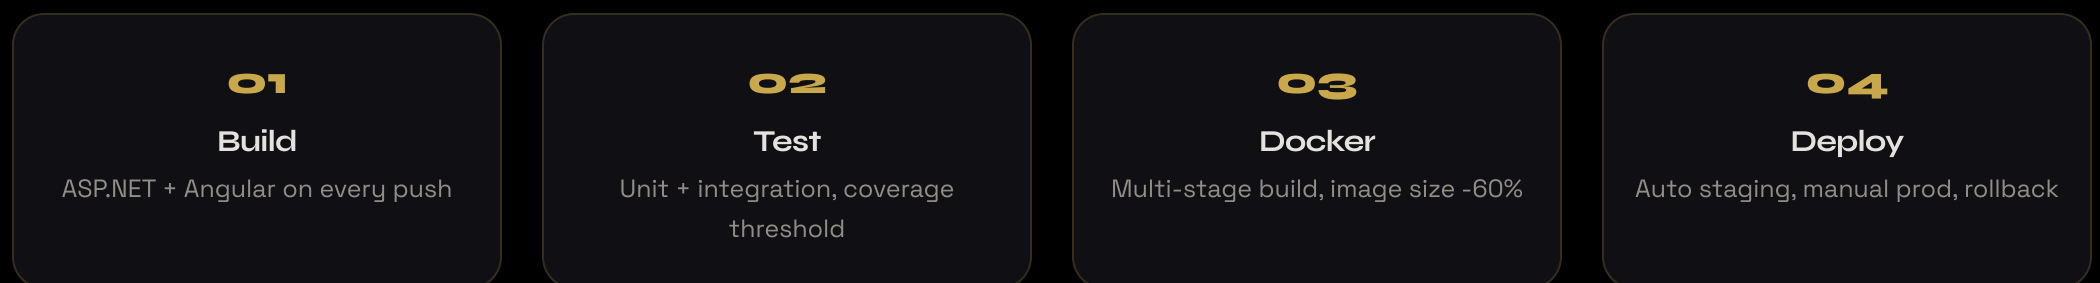 01
Build
ASP.NET + Angular on every push
02
Test
Unit + integration, coverage
threshold
03
Docker
Multi-stage build, image size -60%
04
Deploy
Auto staging, manual prod, rollback